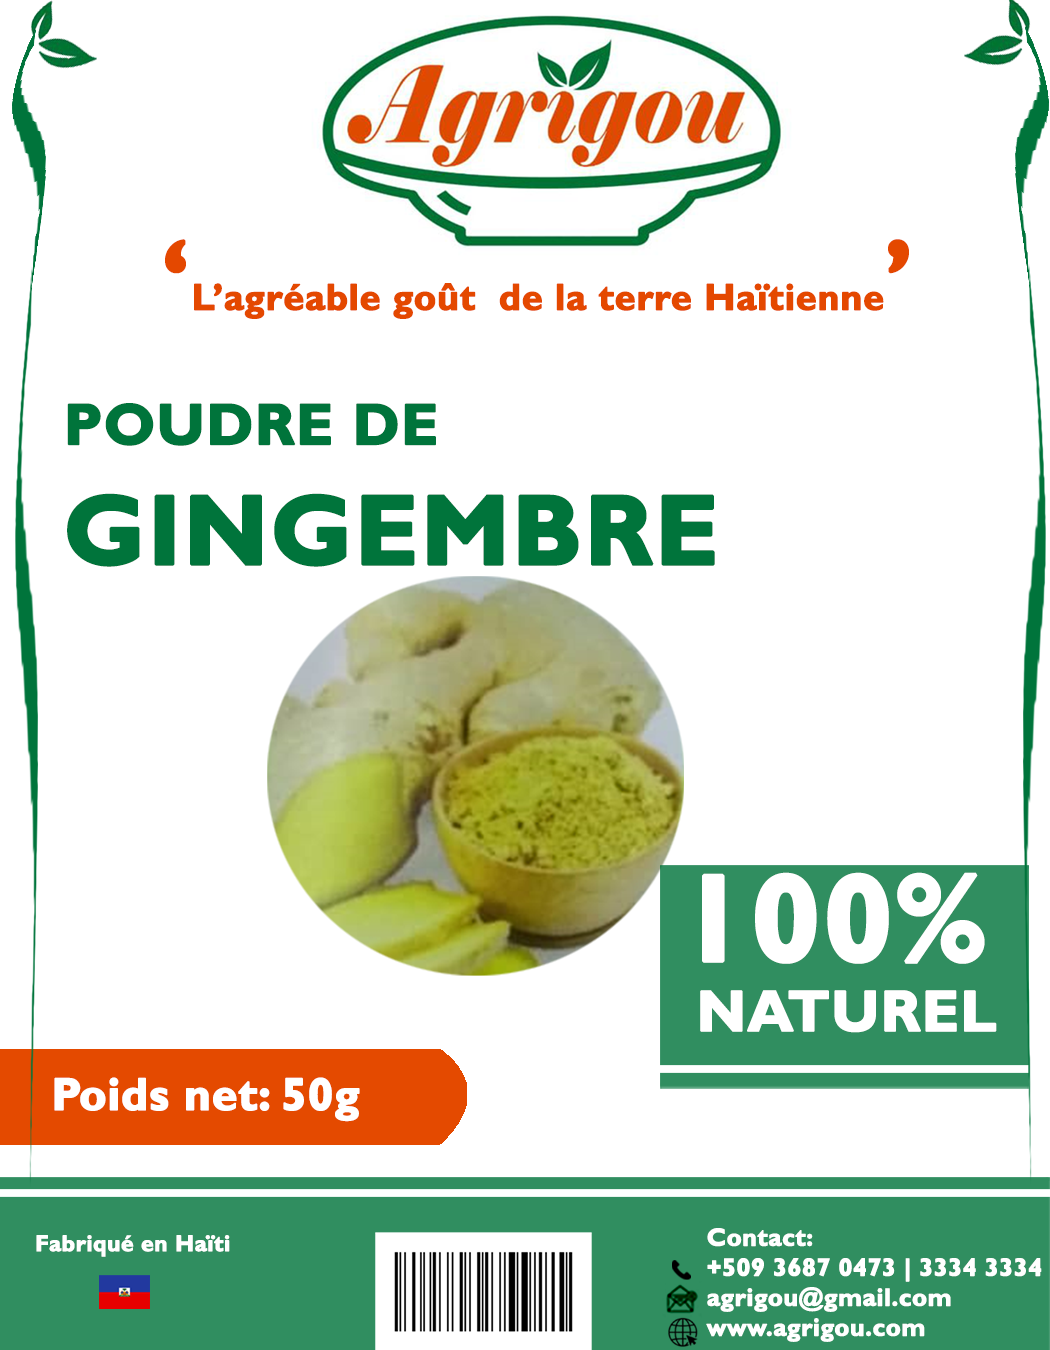 Agrigou
‘L’agréable goût de la terre Haïtienne’
POUDRE DE
GINGEMBRE
100%
NATUREL
Poids net: 50g
Fabriqué en Haïti
Contact:
+509 3687 0473 | 3334 3334
agrigou@gmail.com
www.agrigou.com